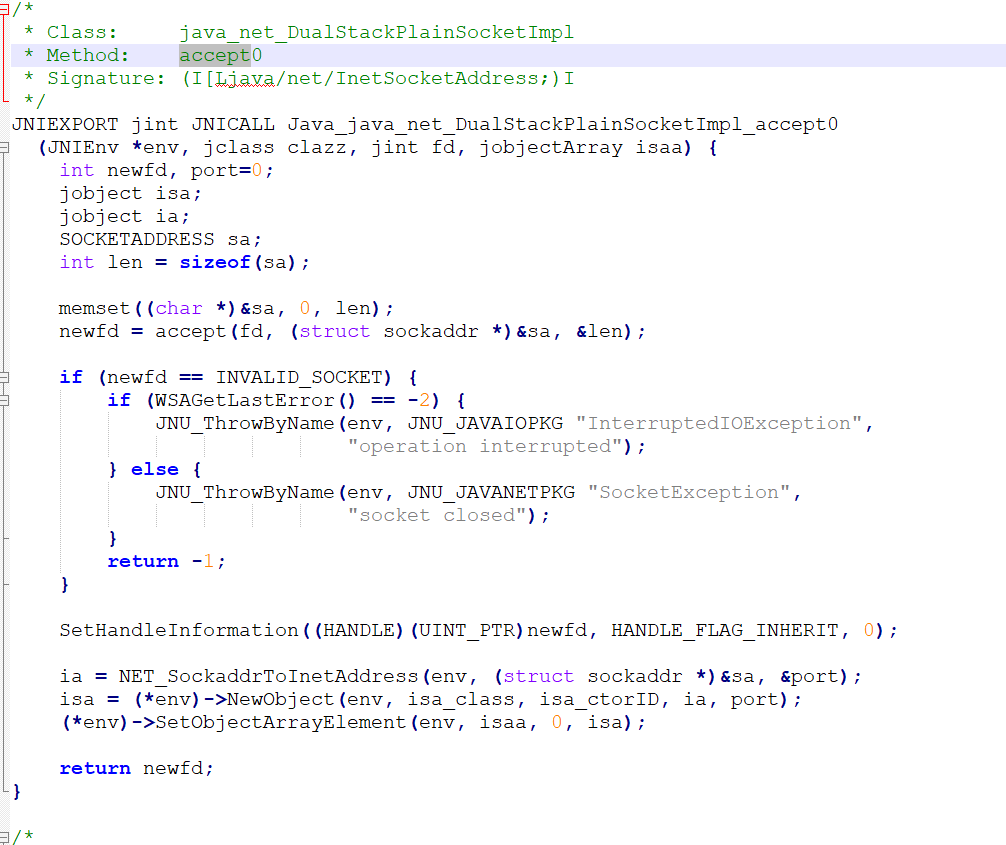 /*
 * Class:     java_net_DualStackPlainSocketImpl
 * Method:    accept0
 * Signature: (I[Ljava/net/InetSocketAddress;)I
 */
JNIEXPORT jint JNICALL Java_java_net_DualStackPlainSocketImpl_accept0
  (JNIEnv *env, jclass clazz, jint fd, jobjectArray isaa) {
    int newfd, port=0;
    jobject isa;
    jobject ia;
    SOCKETADDRESS sa;
    int len = sizeof(sa);
    memset((char *)&sa, 0, len);
    newfd = accept(fd, (struct sockaddr *)&sa, &len);
    if (newfd == INVALID_SOCKET) {
        if (WSAGetLastError() == -2) {
            JNU_ThrowByName(env, JNU_JAVAIOPKG "InterruptedIOException",
                            "operation interrupted");
        } else {
            JNU_ThrowByName(env, JNU_JAVANETPKG "SocketException",
                            "socket closed");
        }
        return -1;
    }
    SetHandleInformation((HANDLE)(UINT_PTR)newfd, HANDLE_FLAG_INHERIT, 0);
    ia = NET_SockaddrToInetAddress(env, (struct sockaddr *)&sa, &port);
    isa = (*env)->NewObject(env, isa_class, isa_ctorID, ia, port);
    (*env)->SetObjectArrayElement(env, isaa, 0, isa);
    return newfd;
}
/*